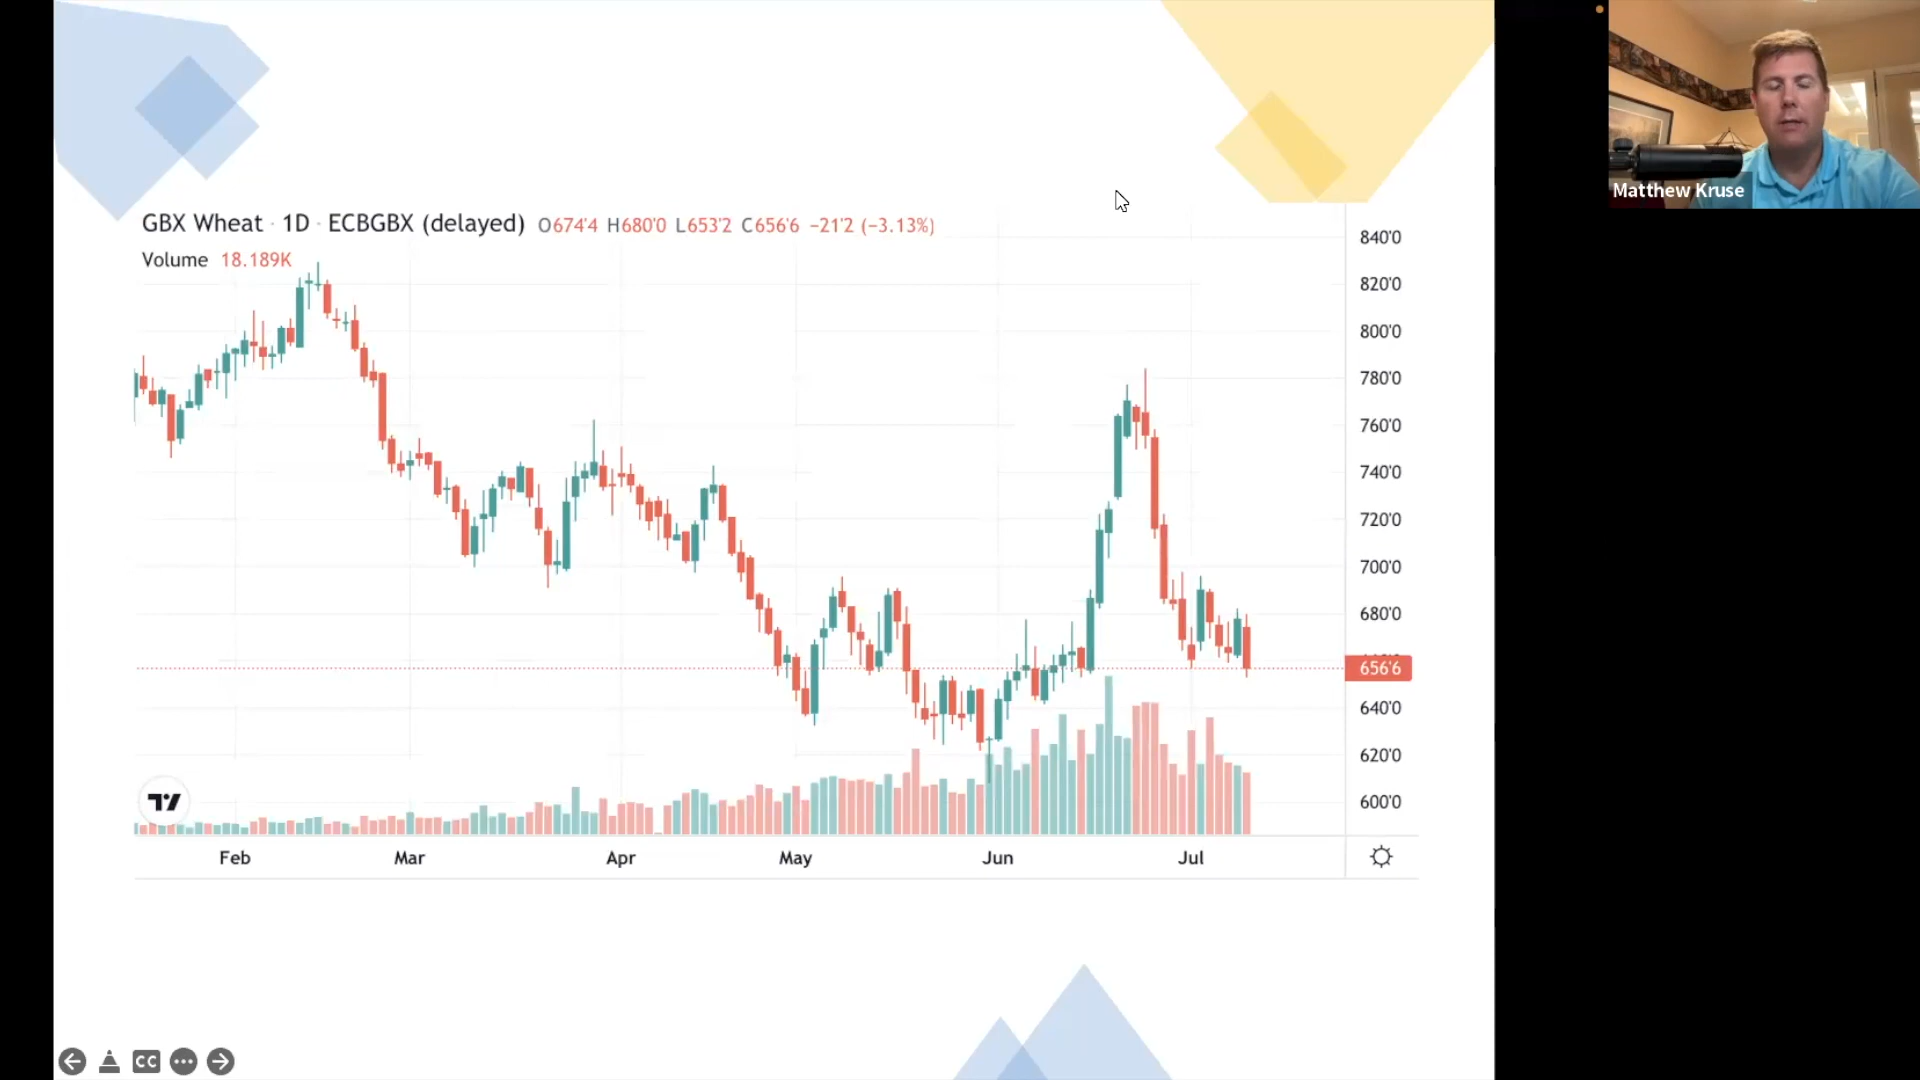 Matthew Kruse
GBX Wheat · 1D · ECBGBX (delayed) O674'4 H680'0 L653'2 C656'6 −21'2 (−3.13%)
Volume 18.189K
840'0
820'0
800'0
780'0
760'0
740'0
720'0
700'0
680'0
656'6
640'0
620'0
600'0
Feb Mar Apr May Jun Jul
CC